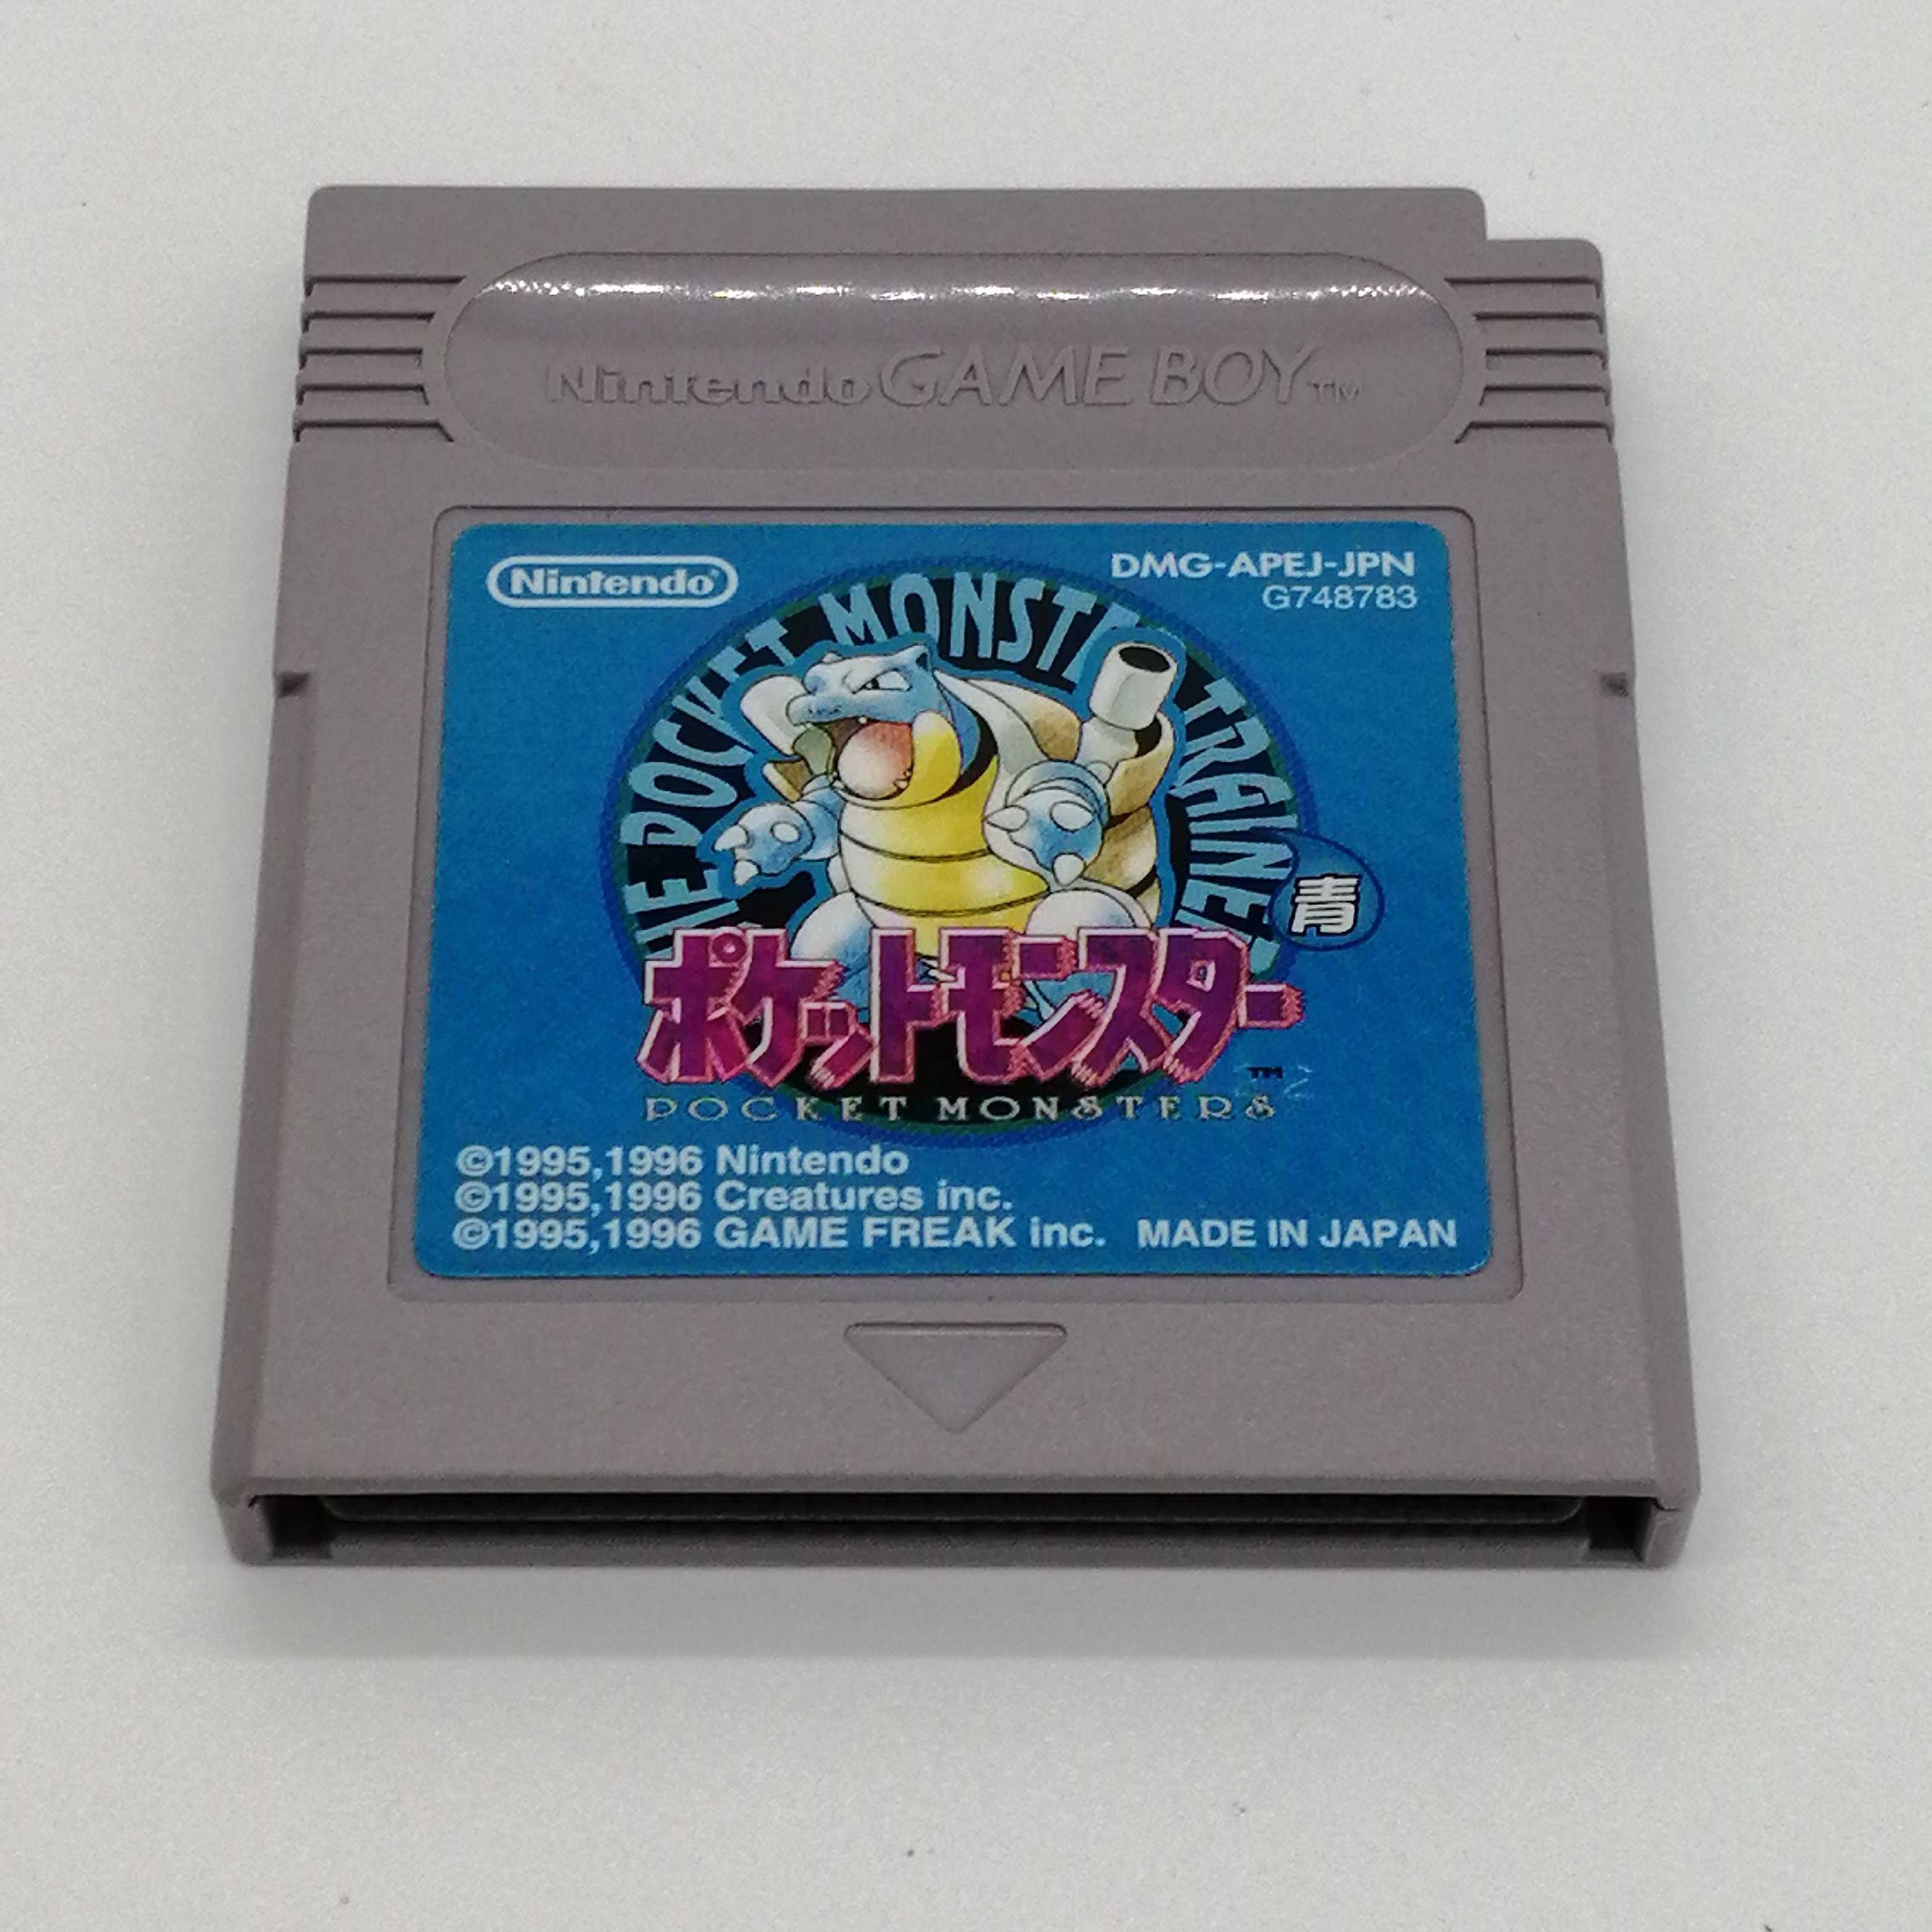 Nintendo GAME BOY™
Nintendo®
DMG-APEJ-JPN
G748783
POCKET MONSTE TRAINE
青
ポケットモンスター
™
POCKET MONSTERS
©1995,1996 Nintendo
©1995,1996 Creatures inc.
©1995,1996 GAME FREAK inc.
MADE IN JAPAN